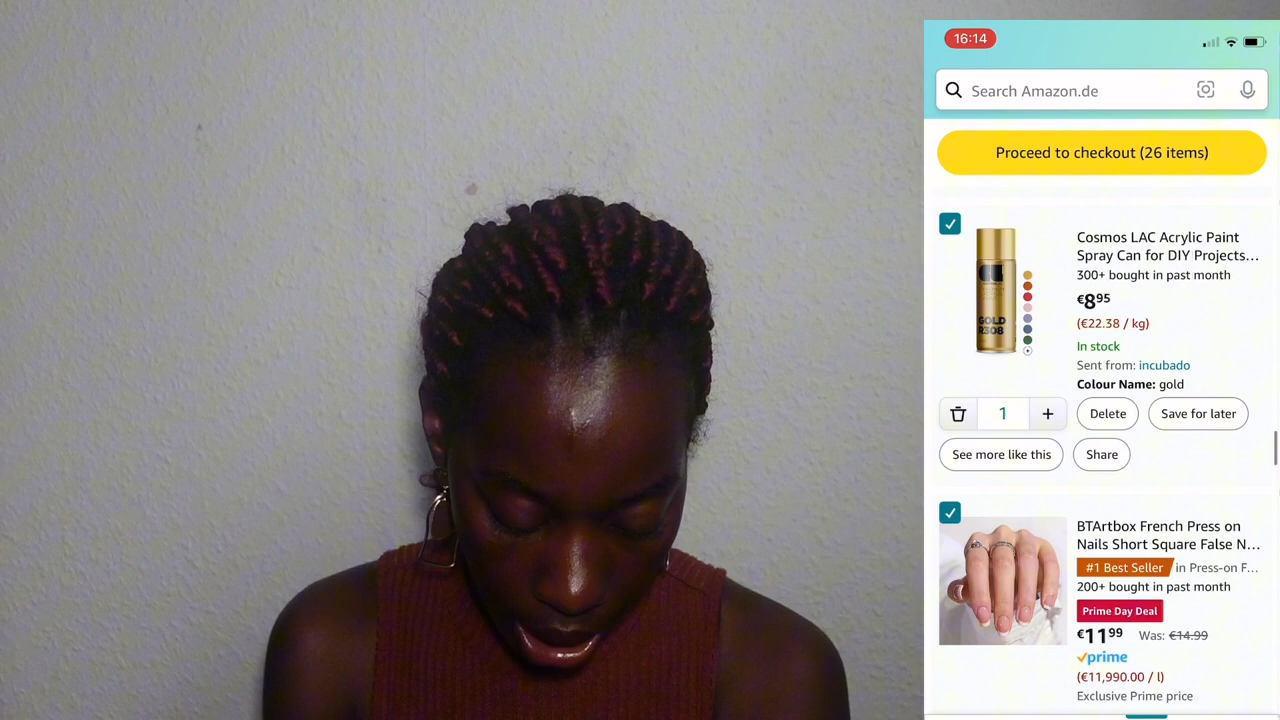 16:14
Search Amazon.de
Proceed to checkout (26 items)
Cosmos LAC Acrylic Paint
Spray Can for DIY Projects...
300+ bought in past month
€895
(€22.38 / kg)
In stock
Sent from: incubado
Colour Name: gold
GOLD
R308
1
Delete
Save for later
See more like this
Share
BTArtbox French Press on
Nails Short Square False N...
#1 Best Seller in Press-on F...
200+ bought in past month
Prime Day Deal
€1199 Was: €14.99
prime
(€11,990.00 / l)
Exclusive Prime price